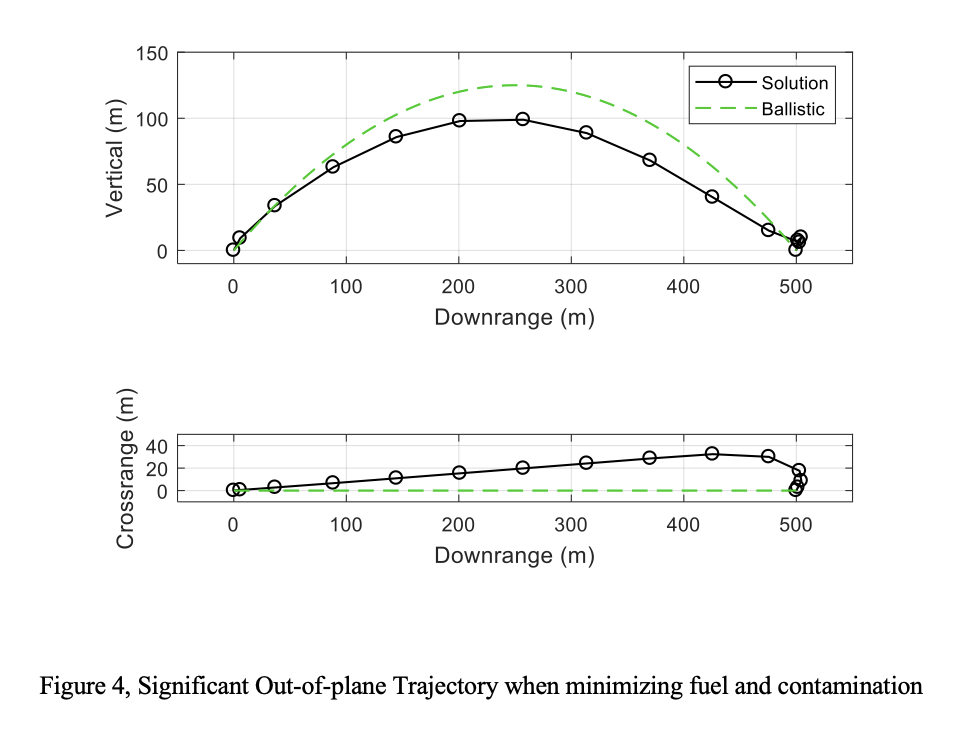 150
100
50
0
Vertical (m)
Solution
Ballistic
0 100 200 300 400 500
Downrange (m)
40
20
0
Crossrange (m)
0 100 200 300 400 500
Downrange (m)
Figure 4, Significant Out-of-plane Trajectory when minimizing fuel and contamination